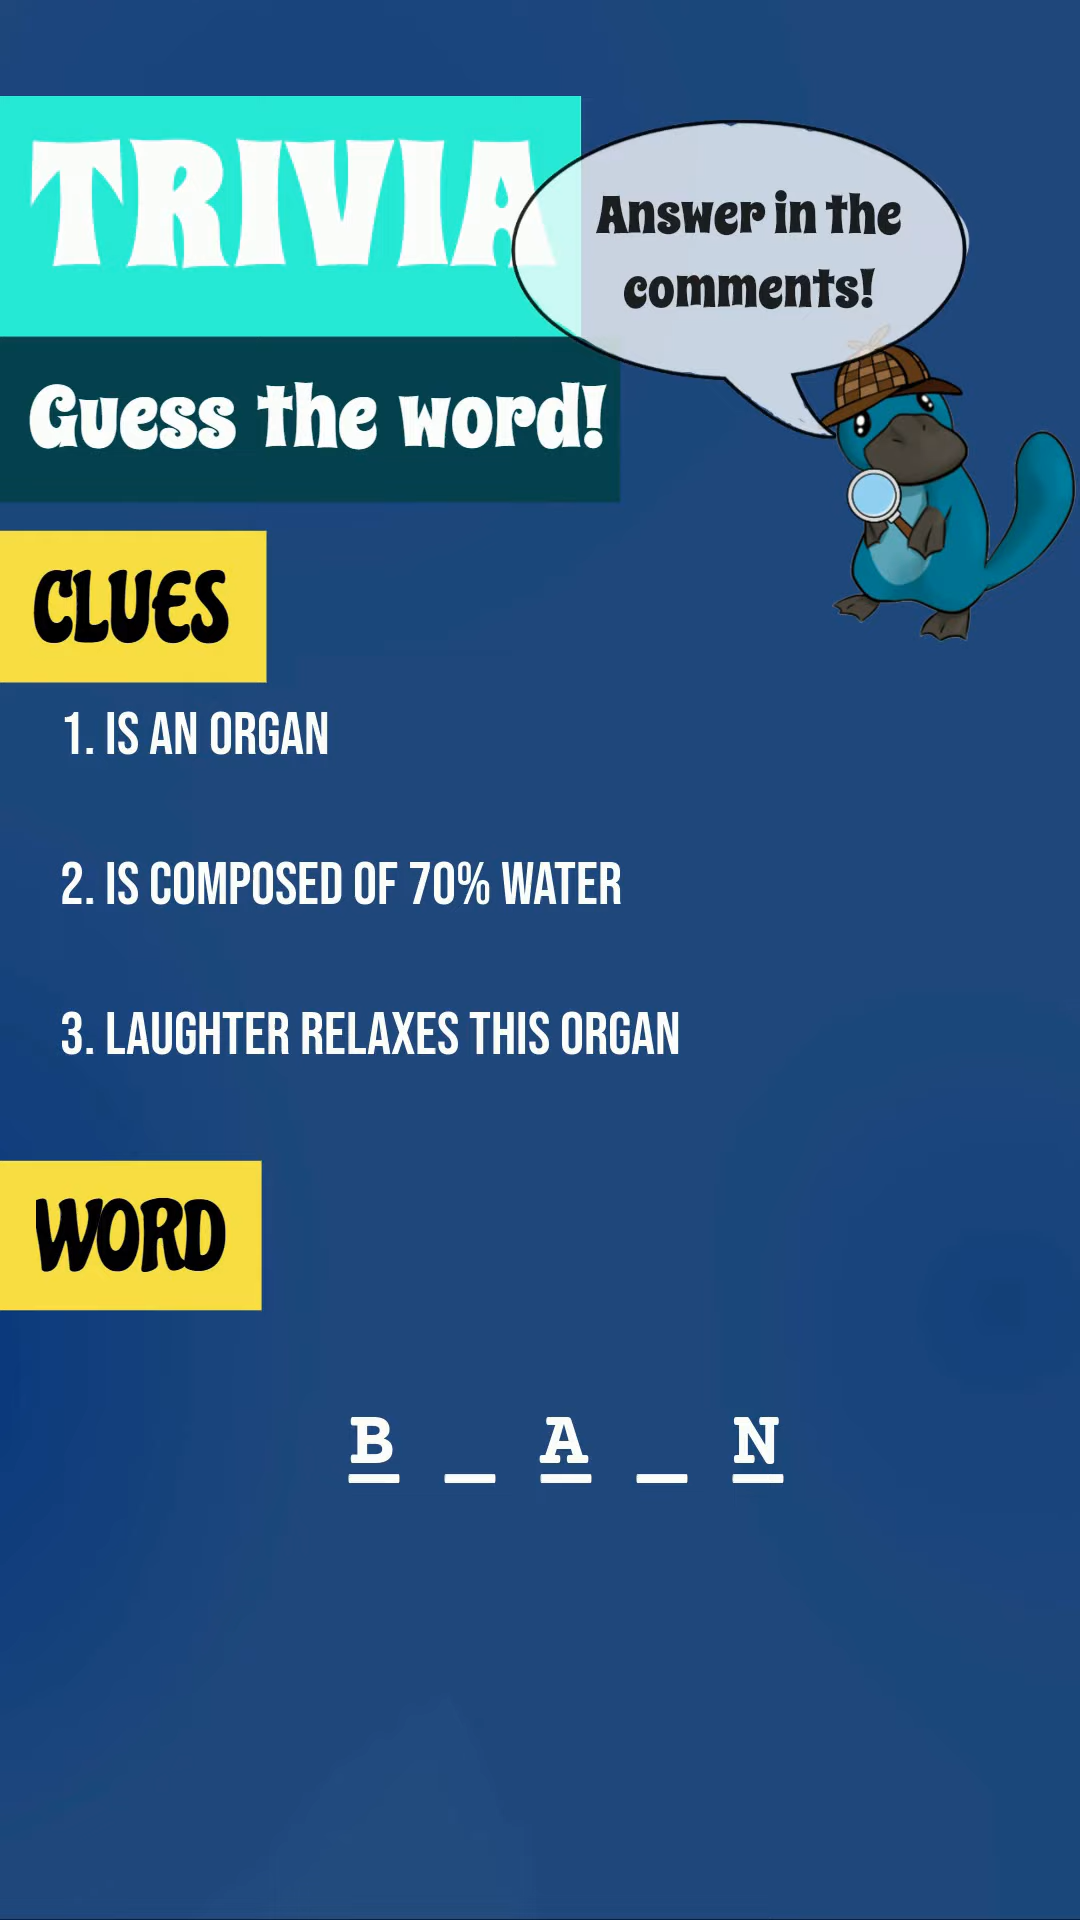 TRIVIA
Answer in the
comments!
Guess the word!
CLUES
1. IS AN ORGAN
2. IS COMPOSED OF 70% WATER
3. LAUGHTER RELAXES THIS ORGAN
WORD
B _ A _ N